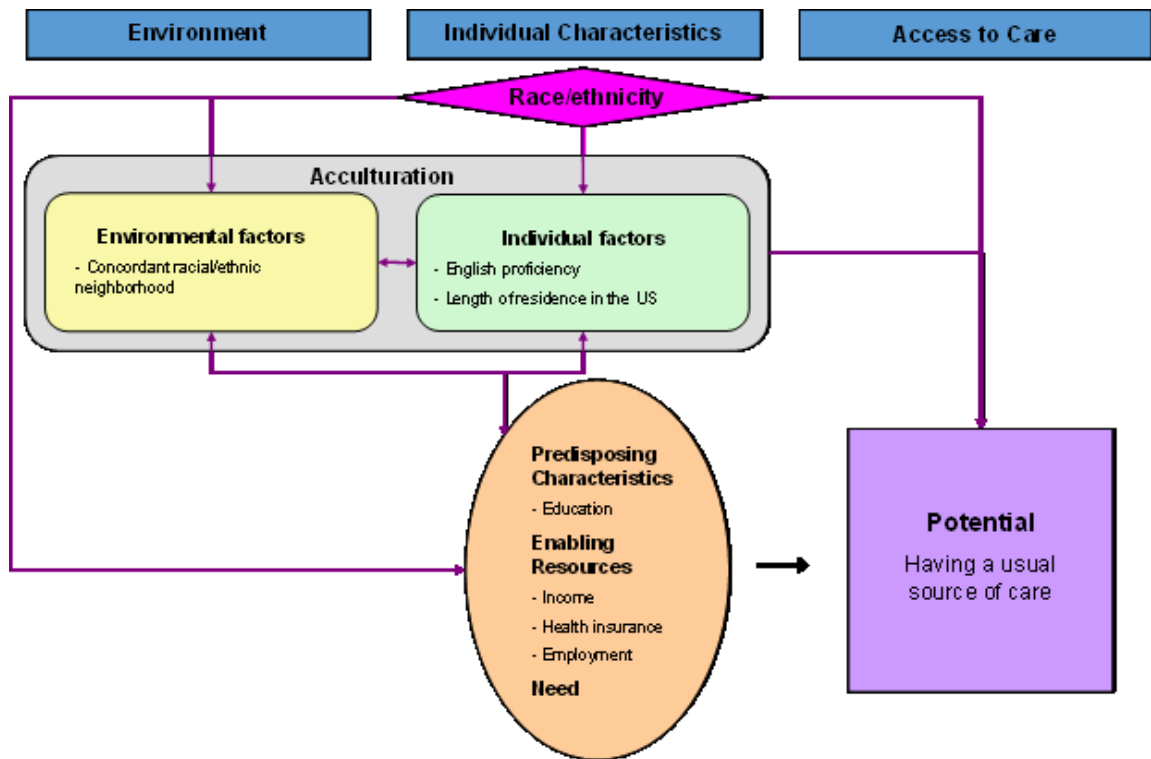 Environment
Individual Characteristics
Access to Care
Race/ethnicity
Acculturation
Environmental factors
- Concordant racial/ethnic
neighborhood
Individual factors
- English proficiency
- Length of residence in the US
Predisposing
Characteristics
- Education
Enabling
Resources
- Income
- Health insurance
- Employment
Need
Potential
Having a usual
source of care